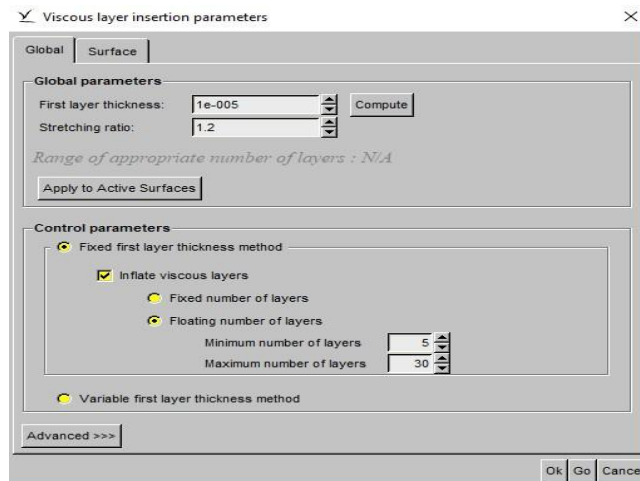 Viscous layer insertion parameters
Global Surface
Global parameters
First layer thickness: 1e-005 Compute
Stretching ratio: 1.2
Range of appropriate number of layers : N/A
Apply to Active Surfaces
Control parameters
Fixed first layer thickness method
Inflate viscous layers
Fixed number of layers
Floating number of layers
Minimum number of layers 5
Maximum number of layers 30
Variable first layer thickness method
Advanced >>>
Ok Go Cance